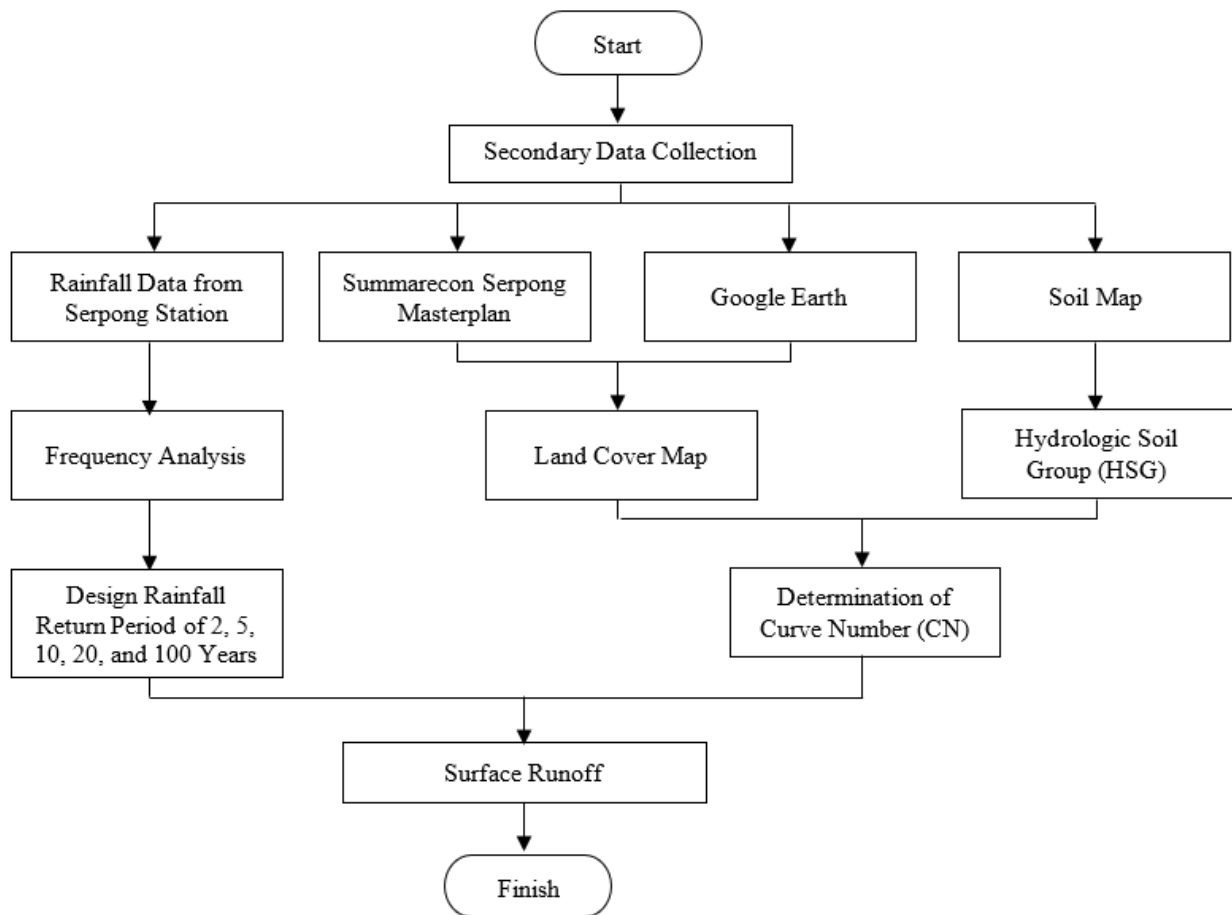 Start
Secondary Data Collection
Rainfall Data from
Serpong Station
Summarecon Serpong
Masterplan
Google Earth
Soil Map
Frequency Analysis
Land Cover Map
Hydrologic Soil
Group (HSG)
Design Rainfall
Return Period of 2, 5,
10, 20, and 100 Years
Determination of
Curve Number (CN)
Surface Runoff
Finish